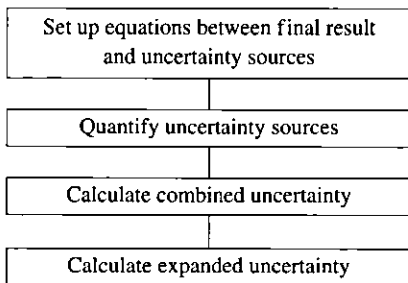 Set up equations between final result
and uncertainty sources
Quantify uncertainty sources
Calculate combined uncertainty
Calculate expanded uncertainty